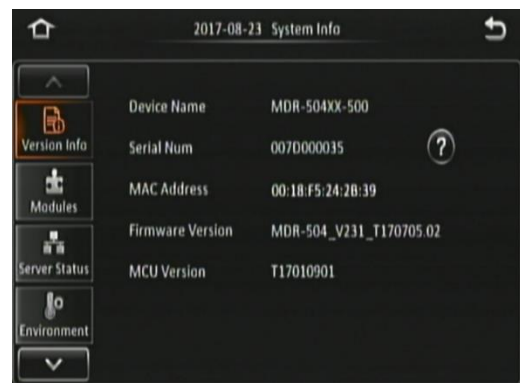 2017-08-23 System Info
Version Info
Modules
Server Status
Environment
Device Name MDR-504XX-500
Serial Num 007D000035
?
MAC Address 00:18:F5:24:2B:39
Firmware Version MDR-504_V231_T170705.02
MCU Version T17010901